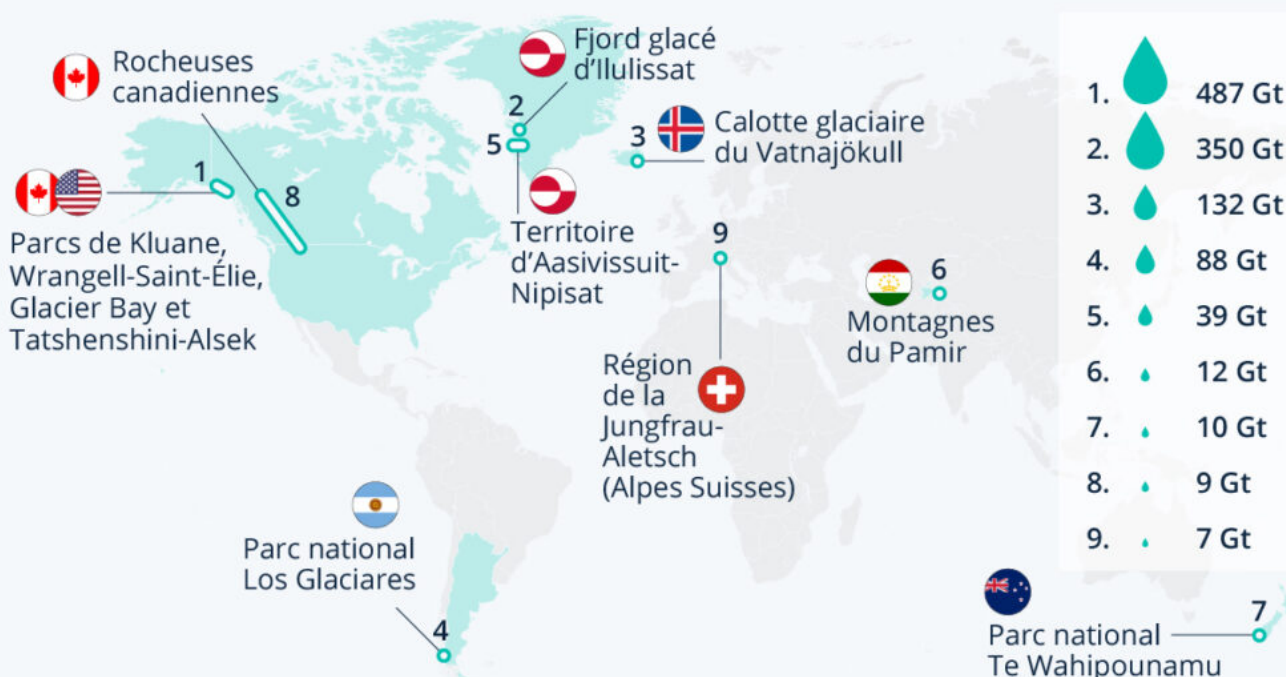 Rocheuses
canadiennes
Fjord glacé
d'Ilulissat
2
5
3
Calotte glaciaire
du Vatnajökull
1
8
Parcs de Kluane,
Wrangell-Saint-Élie,
Glacier Bay et
Tatshenshini-Alsek
Territoire
d'Aasivissuit-
Nipisat
9
6
Montagnes
du Pamir
Région
de la
Jungfrau-
Aletsch
(Alpes Suisses)
Parc national
Los Glaciares
4
7
Parc national
Te Wahipounamu
1. 487 Gt
2. 350 Gt
3. 132 Gt
4. 88 Gt
5. 39 Gt
6. 12 Gt
7. 10 Gt
8. 9 Gt
9. 7 Gt